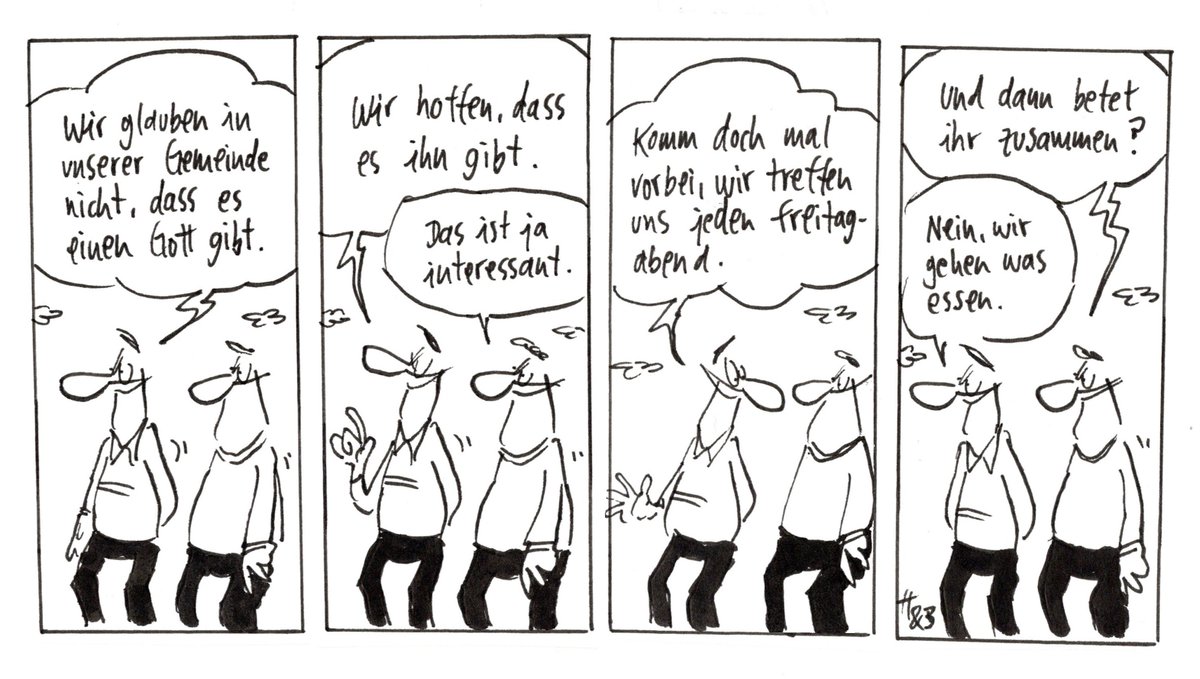 Wir glauben in
unserer Gemeinde
nicht, dass es
einen Gott gibt.
Wir hoffen, dass
es ihn gibt.
Das ist ja
interessant.
Komm doch mal
vorbei, wir treffen
uns jeden Freitag-
abend.
Und dann betet
ihr zusammen?
Nein, wir
gehen was
essen.
H
&B